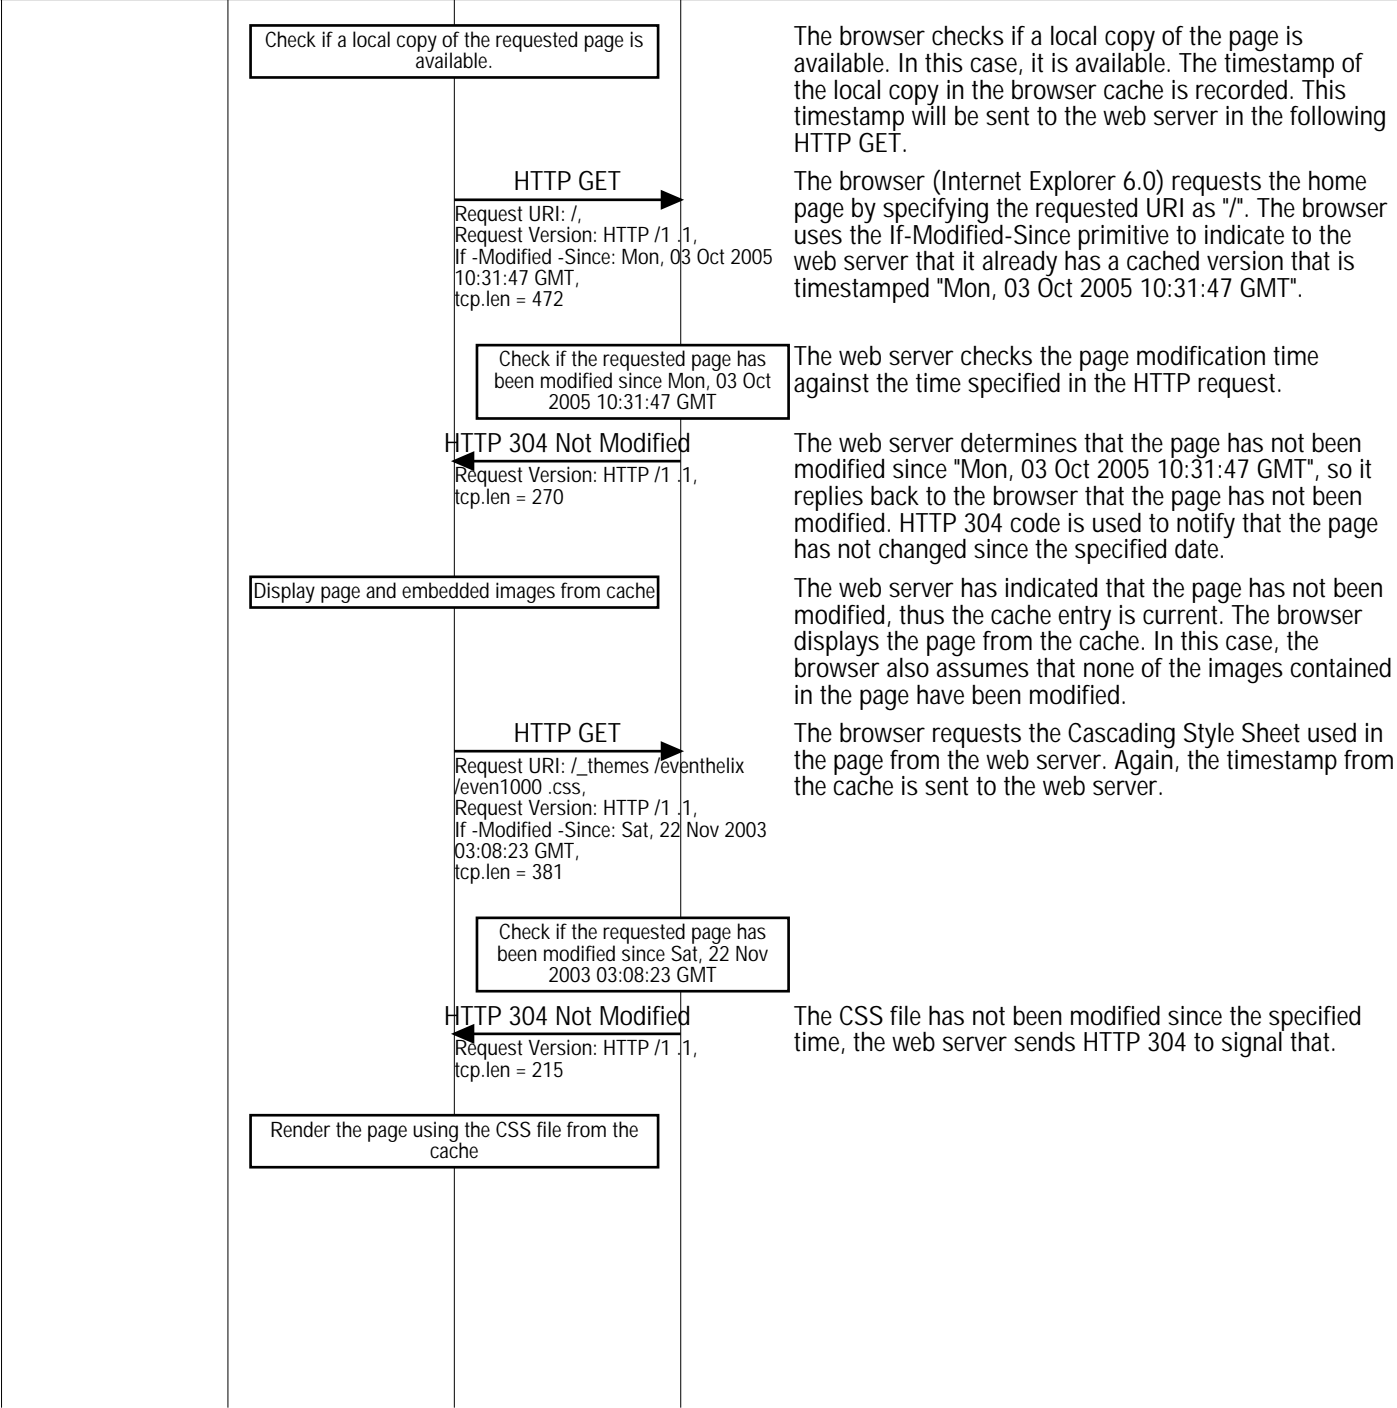 Check if a local copy of the requested page is
available.
The browser checks if a local copy of the page is
available. In this case, it is available. The timestamp of
the local copy in the browser cache is recorded. This
timestamp will be sent to the web server in the following
HTTP GET.
HTTP GET
Request URI: /,
Request Version: HTTP /1 .1,
If -Modified -Since: Mon, 03 Oct 2005
10:31:47 GMT,
tcp.len = 472
The browser (Internet Explorer 6.0) requests the home
page by specifying the requested URI as "/". The browser
uses the If-Modified-Since primitive to indicate to the
web server that it already has a cached version that is
timestamped "Mon, 03 Oct 2005 10:31:47 GMT".
Check if the requested page has
been modified since Mon, 03 Oct
2005 10:31:47 GMT
The web server checks the page modification time
against the time specified in the HTTP request.
HTTP 304 Not Modified
Request Version: HTTP /1 .1,
tcp.len = 270
The web server determines that the page has not been
modified since "Mon, 03 Oct 2005 10:31:47 GMT", so it
replies back to the browser that the page has not been
modified. HTTP 304 code is used to notify that the page
has not changed since the specified date.
Display page and embedded images from cache
The web server has indicated that the page has not been
modified, thus the cache entry is current. The browser
displays the page from the cache. In this case, the
browser also assumes that none of the images contained
in the page have been modified.
HTTP GET
Request URI: /_themes /eventhelix
/even1000 .css,
Request Version: HTTP /1 .1,
If -Modified -Since: Sat, 22 Nov 2003
03:08:23 GMT,
tcp.len = 381
The browser requests the Cascading Style Sheet used in
the page from the web server. Again, the timestamp from
the cache is sent to the web server.
Check if the requested page has
been modified since Sat, 22 Nov
2003 03:08:23 GMT
HTTP 304 Not Modified
Request Version: HTTP /1 .1,
tcp.len = 215
The CSS file has not been modified since the specified
time, the web server sends HTTP 304 to signal that.
Render the page using the CSS file from the
cache